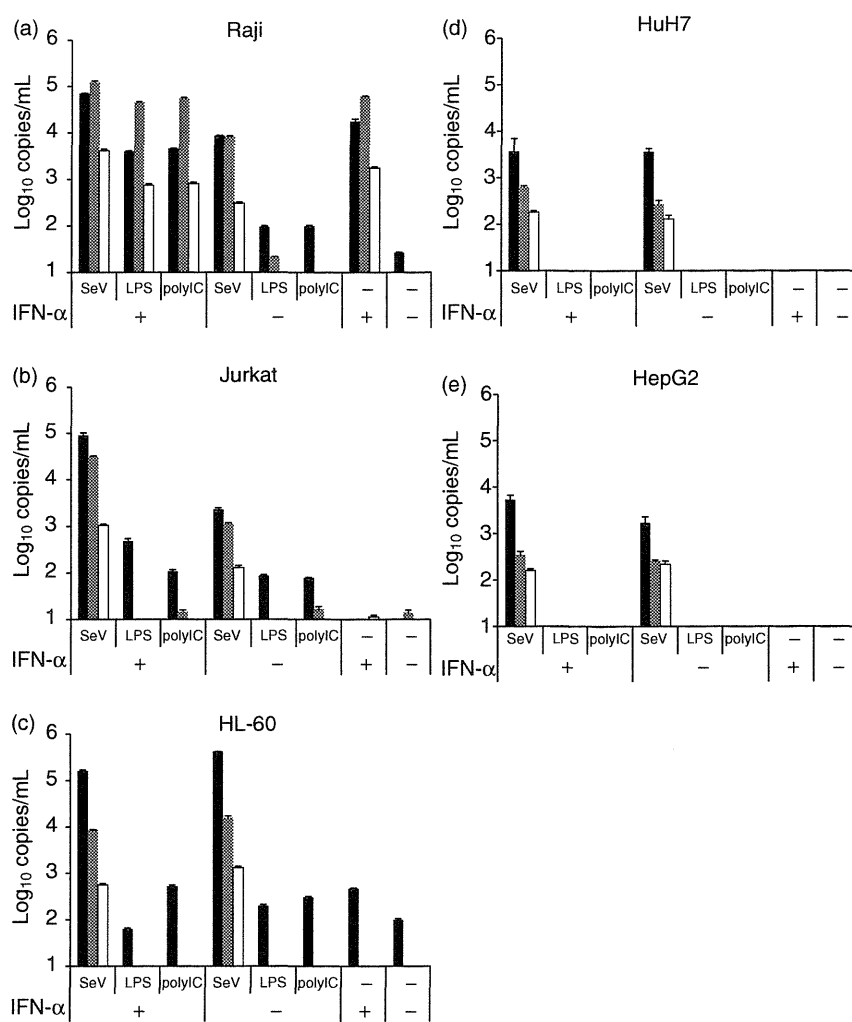 (a)
Raji
Log10 copies/mL
6
5
4
3
2
1
SeV LPS polyIC SeV LPS polyIC – –
IFN-α + – + –
(b)
Jurkat
Log10 copies/mL
6
5
4
3
2
1
SeV LPS polyIC SeV LPS polyIC – –
IFN-α + – + –
(c)
HL-60
Log10 copies/mL
6
5
4
3
2
1
SeV LPS polyIC SeV LPS polyIC – –
IFN-α + – + –
(d)
HuH7
Log10 copies/mL
6
5
4
3
2
1
SeV LPS polyIC SeV LPS polyIC – –
IFN-α + – + –
(e)
HepG2
Log10 copies/mL
6
5
4
3
2
1
SeV LPS polyIC SeV LPS polyIC – –
IFN-α + – + –